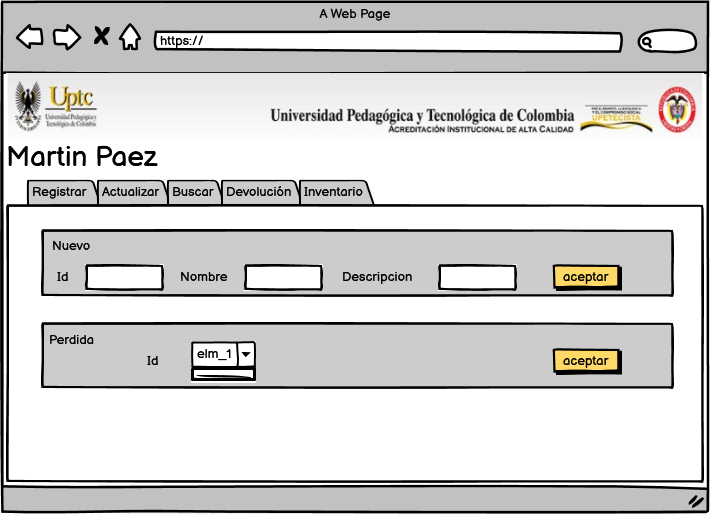 A Web Page
https://
Uptc
Universidad Pedagógica y
Tecnológica de Colombia
Universidad Pedagógica y Tecnológica de Colombia
ACREDITACIÓN INSTITUCIONAL DE ALTA CALIDAD
UPETECISTA
Martin Paez
Registrar Actualizar Buscar Devolución Inventario
Nuevo
Id Nombre Descripcion aceptar
Perdida
Id elm_1 aceptar